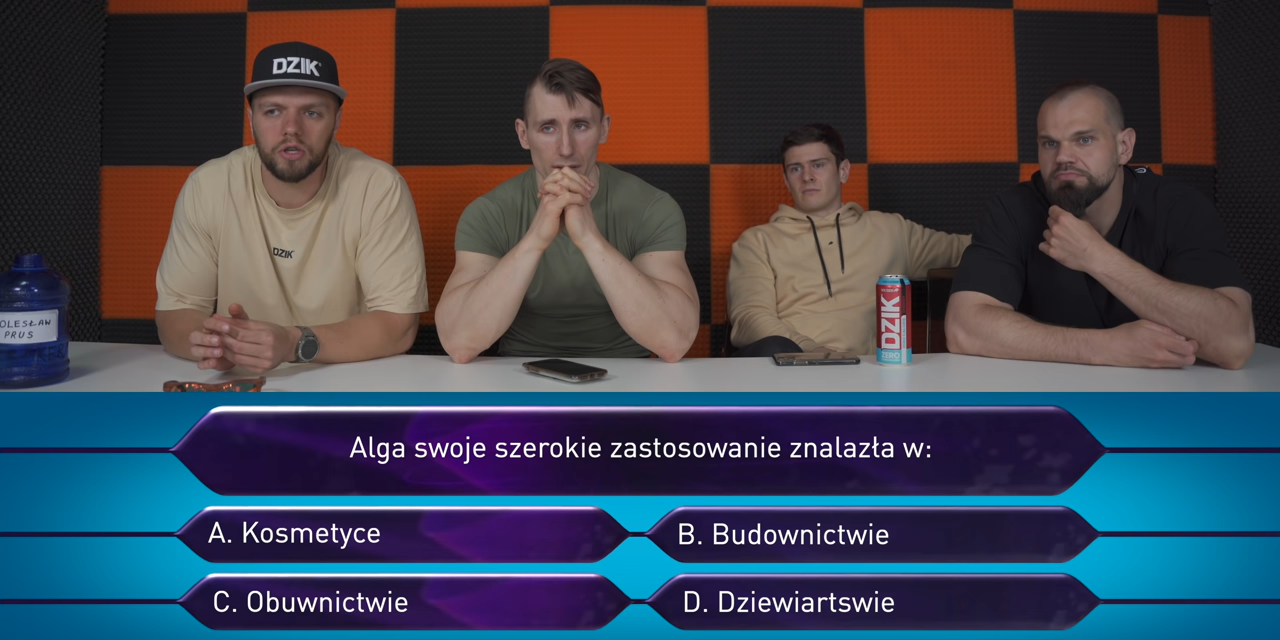 DZIK
DZIK
OLESŁAW
PRUS
DZIK
ZERO
Alga swoje szerokie zastosowanie znalazła w:
A. Kosmetyce
B. Budownictwie
C. Obuwnictwie
D. Dziewiartswie